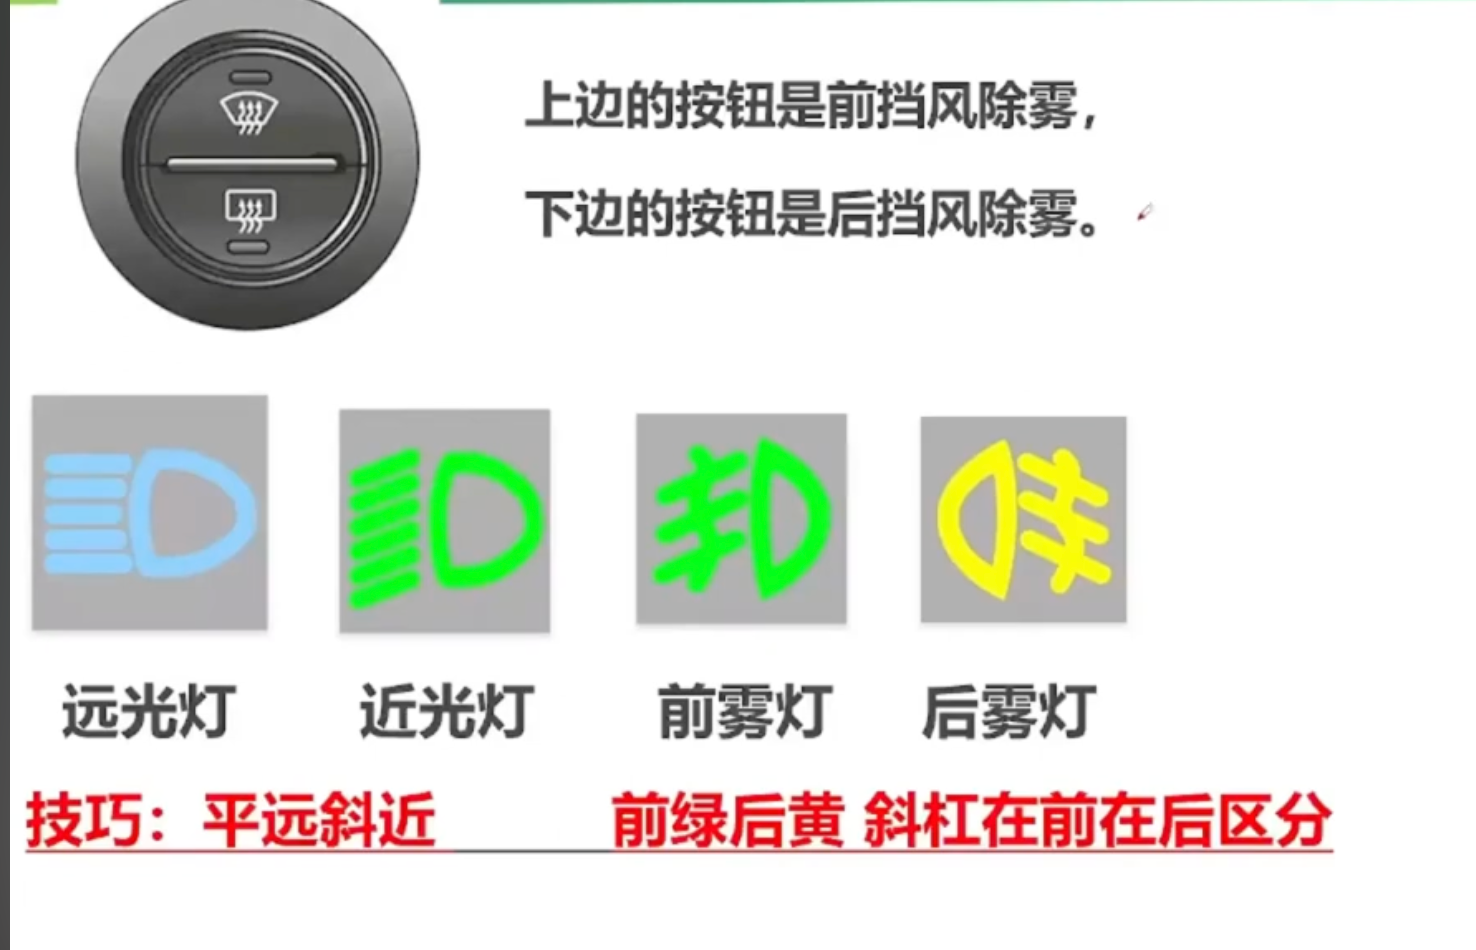 上边的按钮是前挡风除雾，
下边的按钮是后挡风除雾。
远光灯 近光灯 前雾灯 后雾灯
技巧：平远斜近 前绿后黄 斜杠在前在后区分